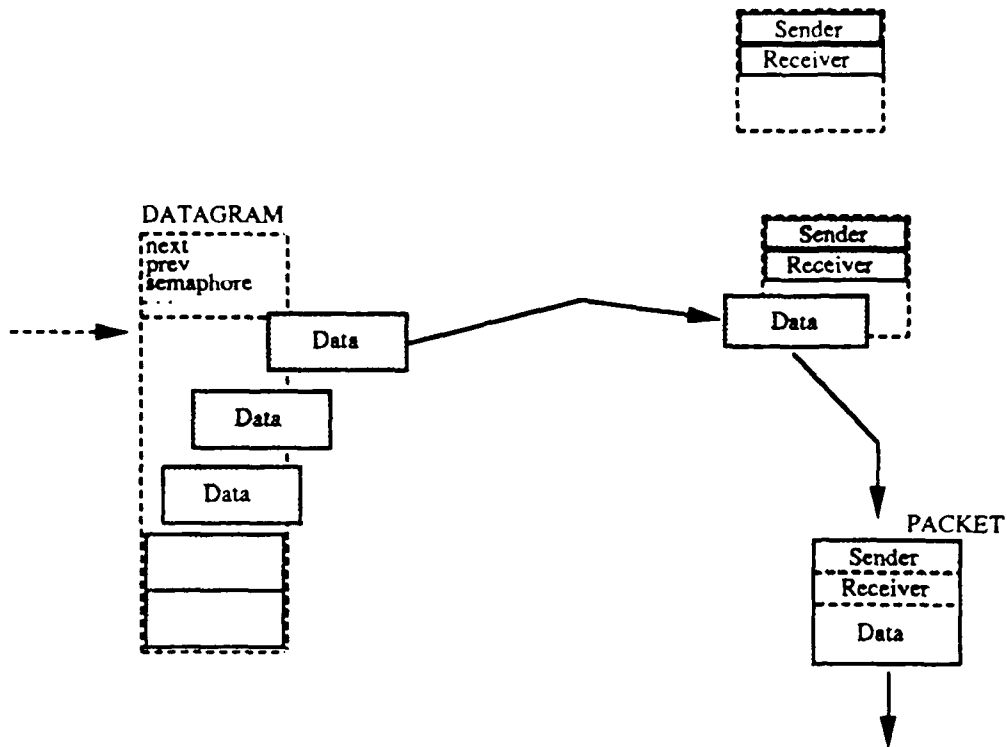 Sender
Receiver
DATAGRAM
next
prev
semaphore
. . .
Data
Data
Data
Sender
Receiver
Data
PACKET
Sender
Receiver
Data